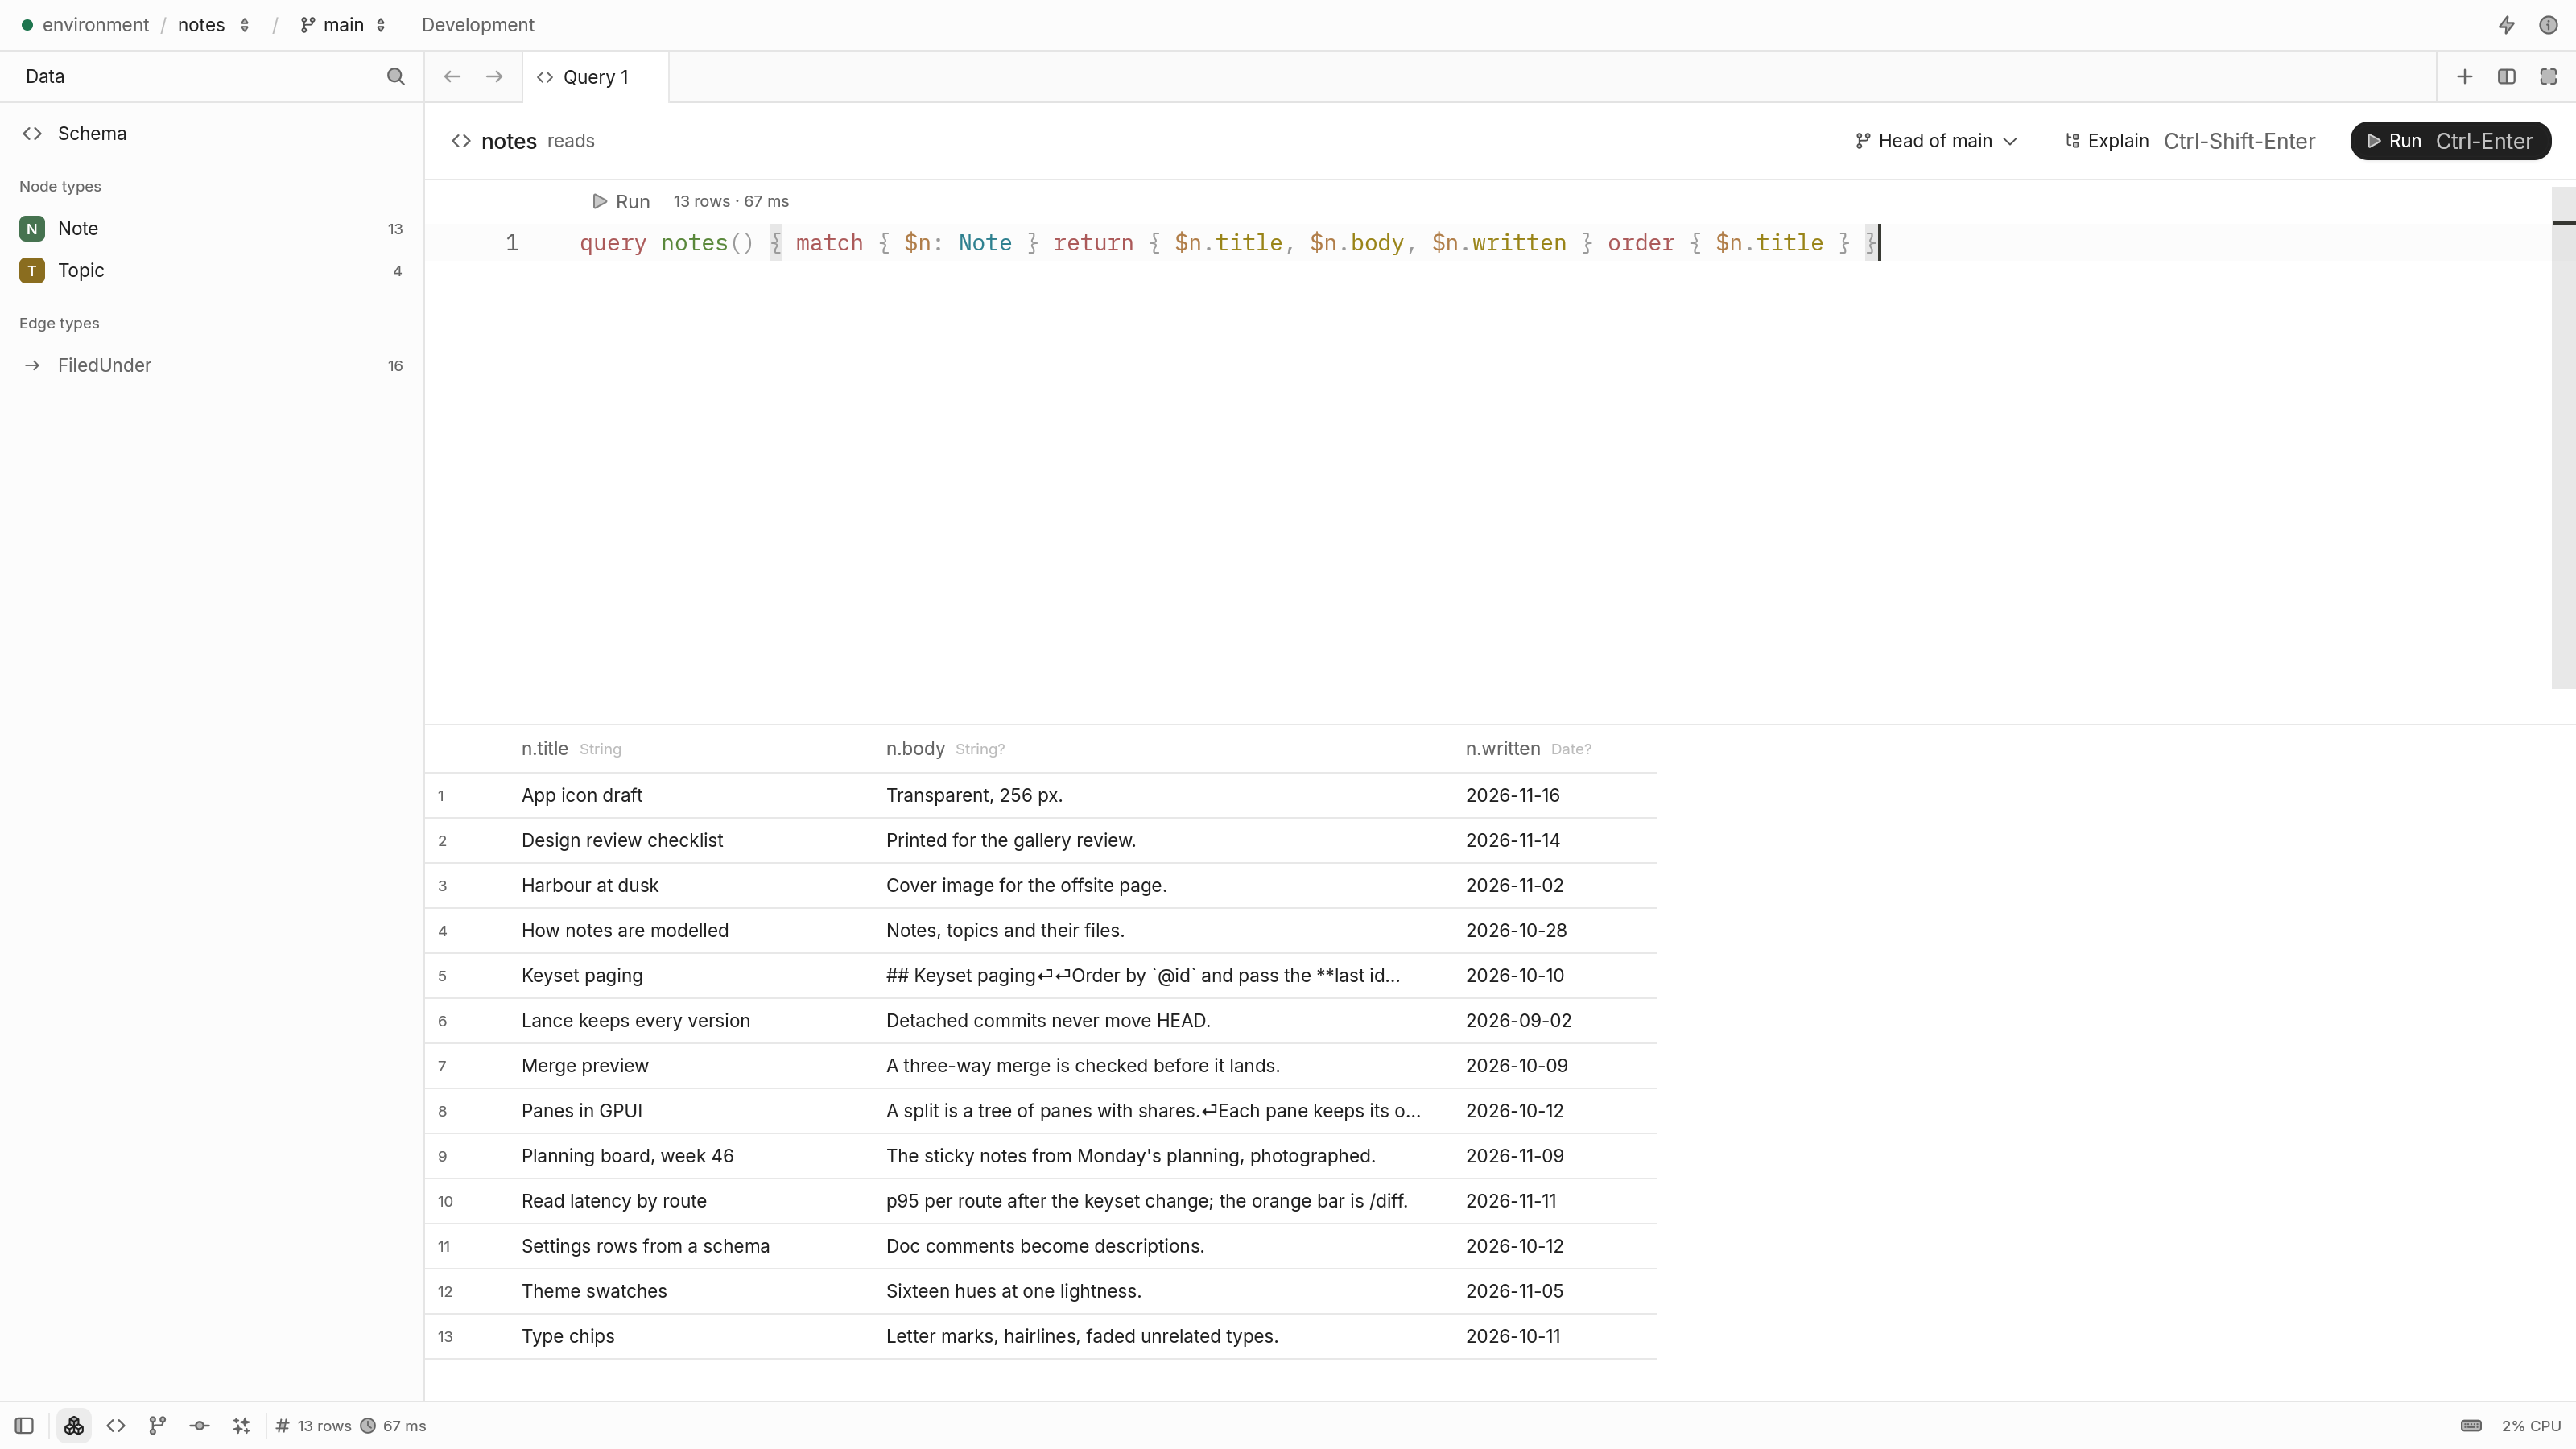 environment / notes / main Development
Data
Query 1
Schema
Node types
N Note 13
T Topic 4
Edge types
FiledUnder 16
notes reads Head of main Explain Ctrl-Shift-Enter Run Ctrl-Enter
Run 13 rows · 67 ms
1 query notes() { match { $n: Note } return { $n.title, $n.body, $n.written } order { $n.title } }
n.title String n.body String? n.written Date?
1 App icon draft Transparent, 256 px. 2026-11-16
2 Design review checklist Printed for the gallery review. 2026-11-14
3 Harbour at dusk Cover image for the offsite page. 2026-11-02
4 How notes are modelled Notes, topics and their files. 2026-10-28
5 Keyset paging ## Keyset paging⏎⏎Order by `@id` and pass the **last id... 2026-10-10
6 Lance keeps every version Detached commits never move HEAD. 2026-09-02
7 Merge preview A three-way merge is checked before it lands. 2026-10-09
8 Panes in GPUI A split is a tree of panes with shares.⏎Each pane keeps its o... 2026-10-12
9 Planning board, week 46 The sticky notes from Monday's planning, photographed. 2026-11-09
10 Read latency by route p95 per route after the keyset change; the orange bar is /diff. 2026-11-11
11 Settings rows from a schema Doc comments become descriptions. 2026-10-12
12 Theme swatches Sixteen hues at one lightness. 2026-11-05
13 Type chips Letter marks, hairlines, faded unrelated types. 2026-10-11
# 13 rows 67 ms 2% CPU